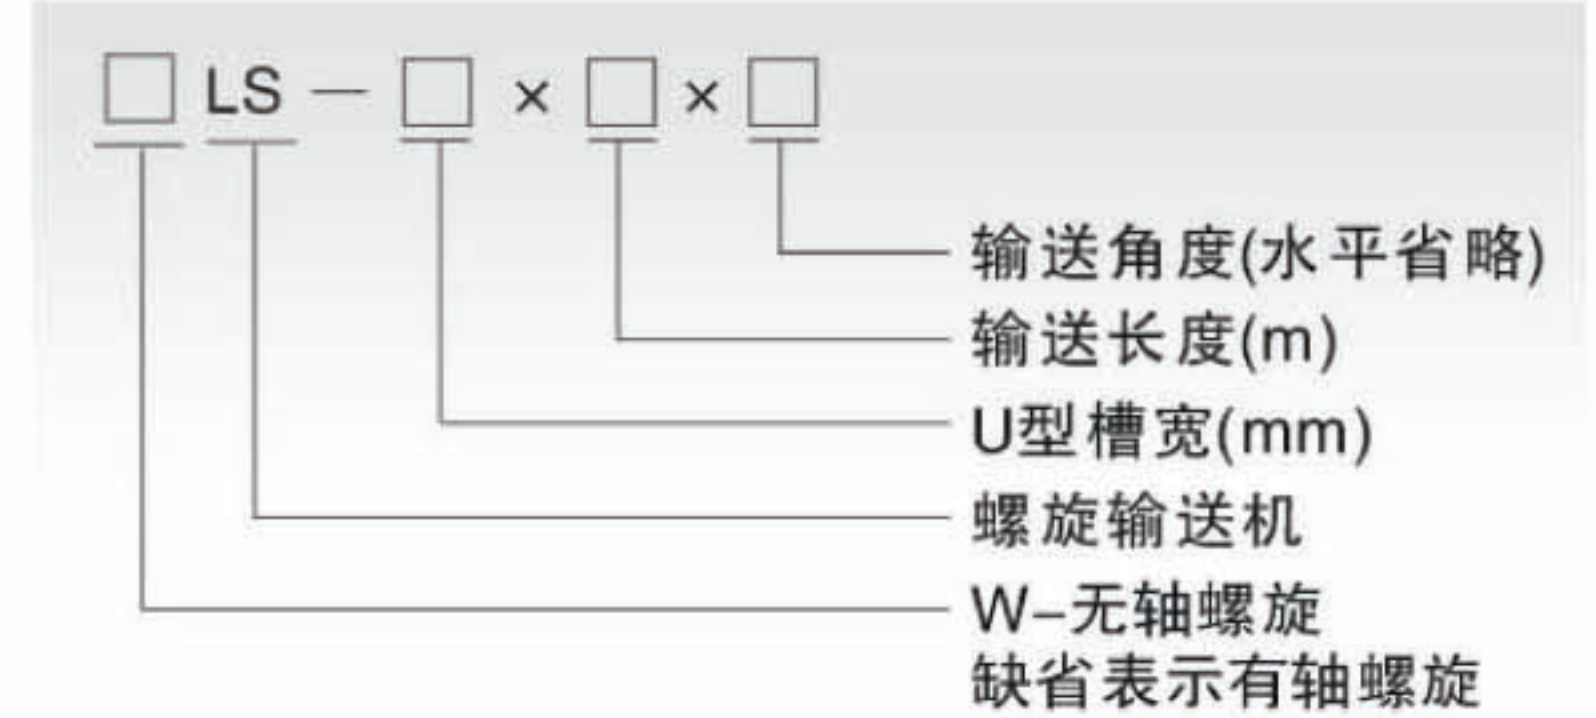 □ LS — □ × □ × □
输送角度(水平省略)
输送长度(m)
U型槽宽(mm)
螺旋输送机
W–无轴螺旋
缺省表示有轴螺旋